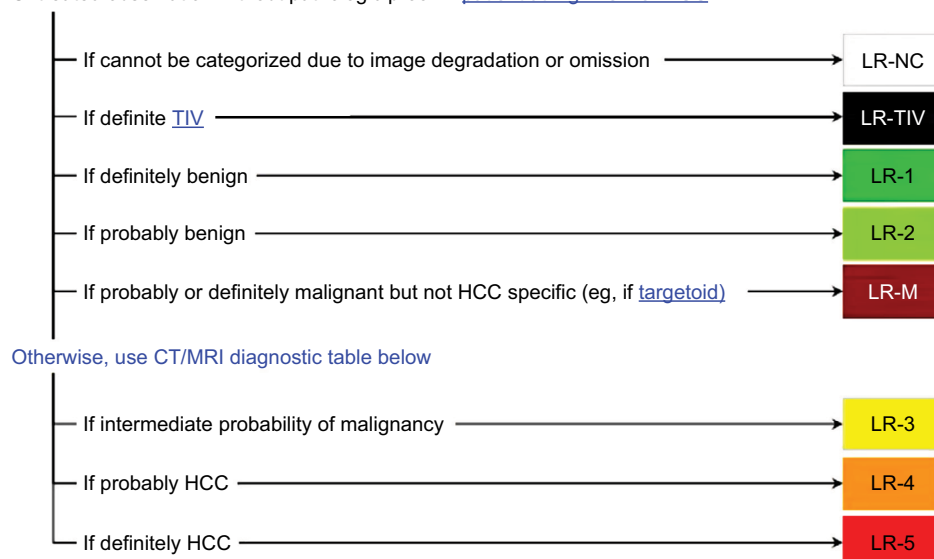 If cannot be categorized due to image degradation or omission LR-NC
If definite TIV LR-TIV
If definitely benign LR-1
If probably benign LR-2
If probably or definitely malignant but not HCC specific (eg, if targetoid) LR-M
Otherwise, use CT/MRI diagnostic table below
If intermediate probability of malignancy LR-3
If probably HCC LR-4
If definitely HCC LR-5